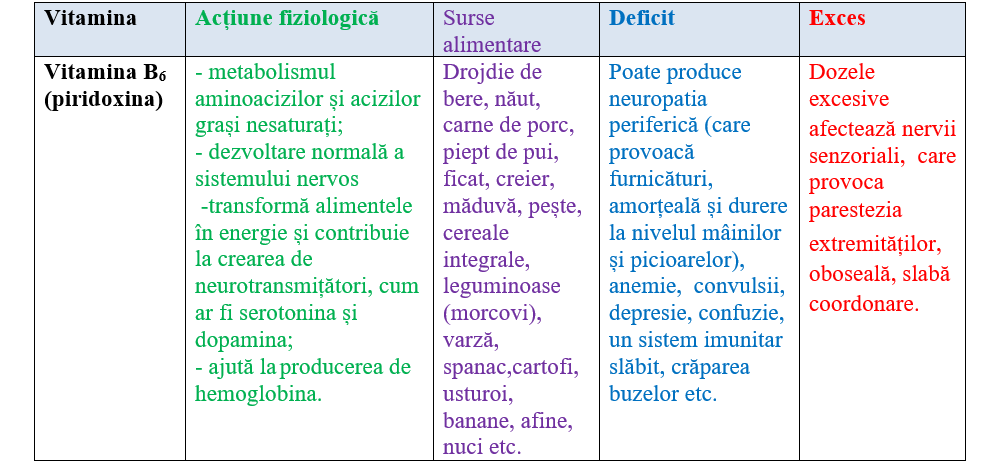 Vitamina
Acțiune fiziologică
Surse
alimentare
Deficit
Exces
Vitamina B₆
(piridoxina)
- metabolismul
aminoacizilor și acizilor
grași nesaturați;
- dezvoltare normală a
sistemului nervos
-transformă alimentele
în energie și contribuie
la crearea de
neurotransmițători, cum
ar fi serotonina și
dopamina;
- ajută la producerea de
hemoglobina.
Drojdie de
bere, năut,
carne de porc,
piept de pui,
ficat, creier,
măduvă, pește,
cereale
integrale,
leguminoase
(morcovi),
varză,
spanac,cartofi,
usturoi,
banane, afine,
nuci etc.
Poate produce
neuropatia
periferică (care
provoacă
furnicături,
amorțeală și durere
la nivelul mâinilor
și picioarelor),
anemie, convulsii,
depresie, confuzie,
un sistem imunitar
slăbit, crăparea
buzelor etc.
Dozele
excesive
afectează nervii
senzoriali, care
provoca
parestezia
extremităților,
oboseală, slabă
coordonare.